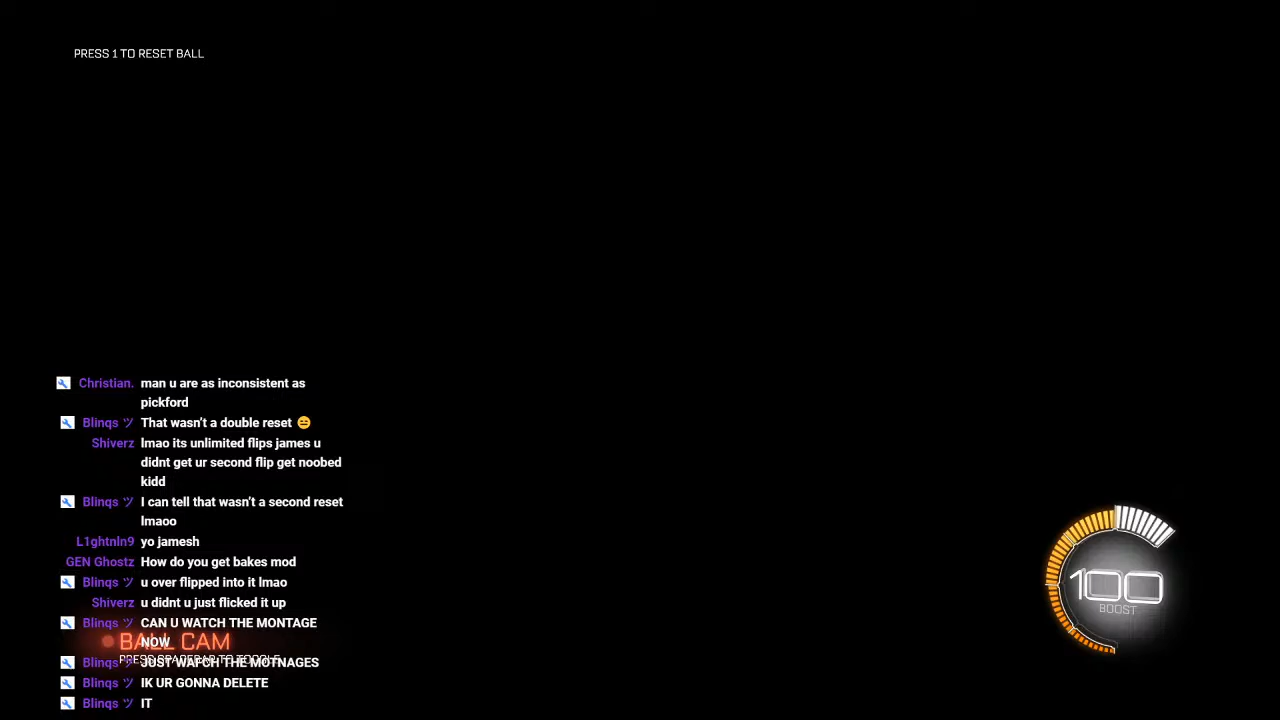 PRESS 1 TO RESET BALL
Christian. man u are as inconsistent as
pickford
Blinqs ツ That wasn't a double reset 😑
Shiverz lmao its unlimited flips james u
didnt get ur second flip get noobed
kidd
Blinqs ツ I can tell that wasn't a second reset
lmaoo
L1ghtnln9 yo jamesh
GEN Ghostz How do you get bakes mod
Blinqs ツ u over flipped into it lmao
Shiverz u didnt u just flicked it up
Blinqs ツ CAN U WATCH THE MONTAGE
NOW
BALL CAM
PRESS SPACEBAR TO TOGGLE
Blinqs ツ JUST WATCH THE MOTNAGES
Blinqs ツ IK UR GONNA DELETE
Blinqs ツ IT
100
BOOST